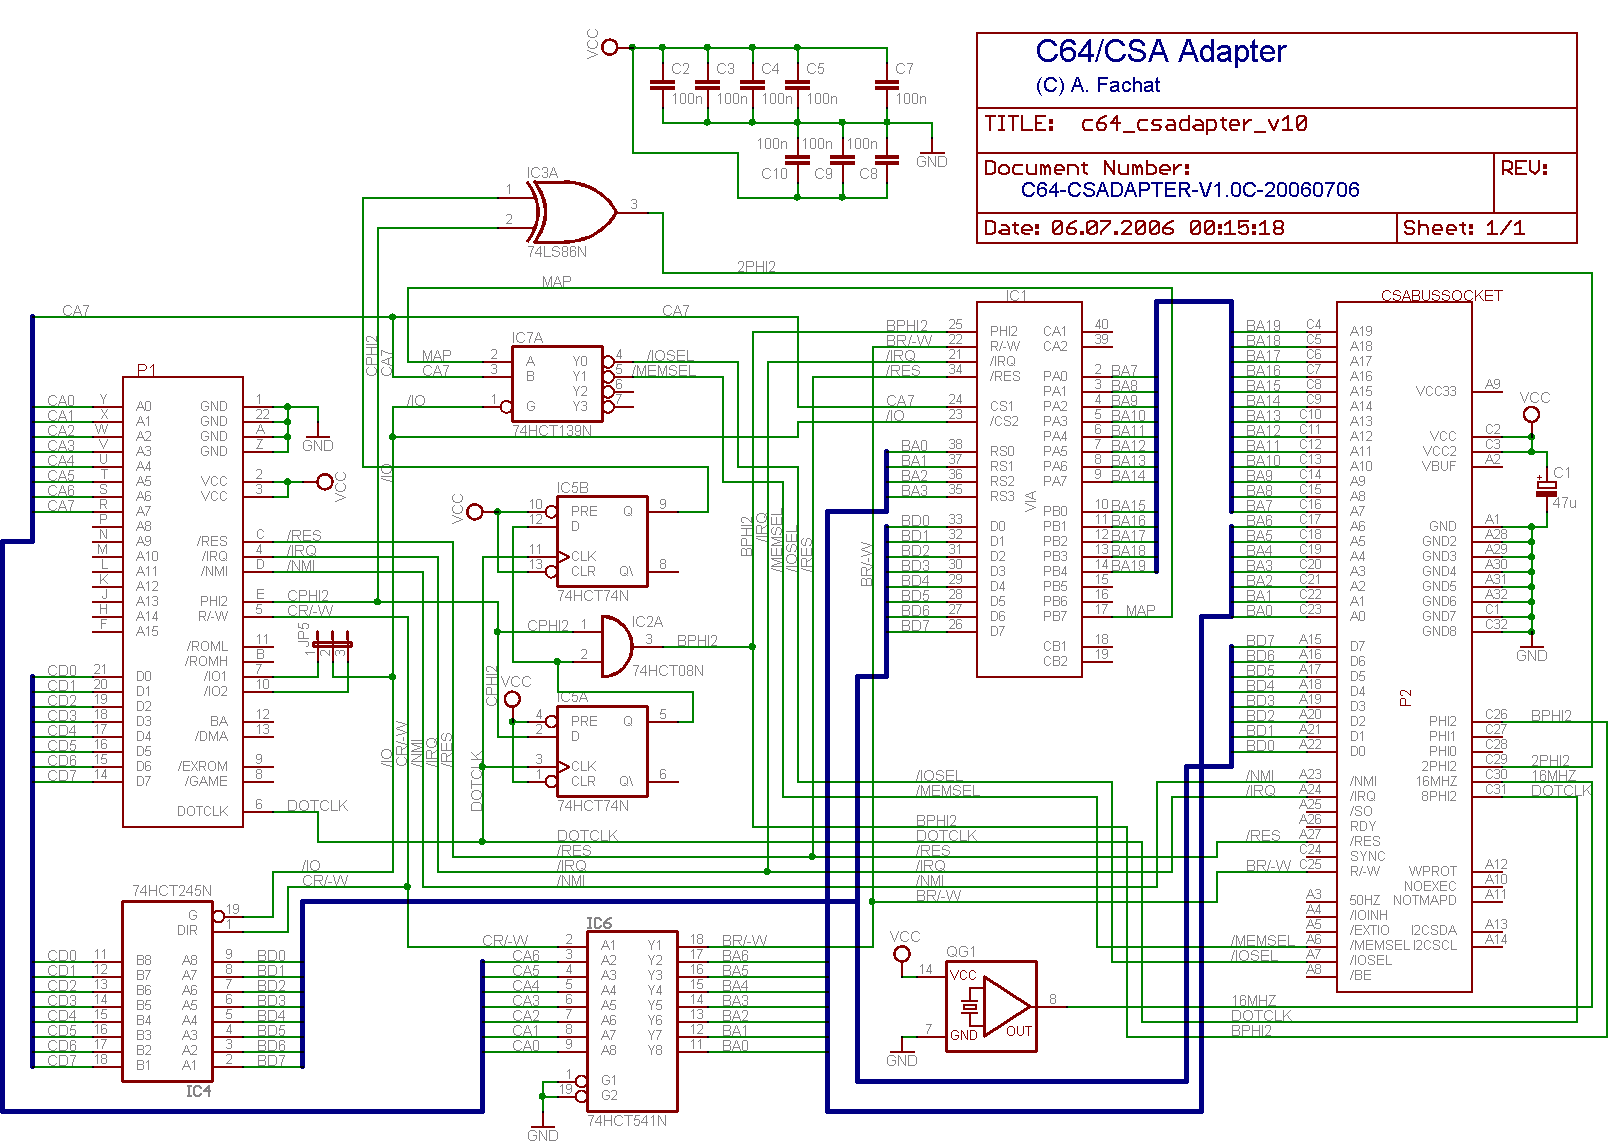 C64/CSA Adapter
(C) A. Fachat
TITLE: c64_csadapter_v10
Document Number:
C64-CSADAPTER-V1.0C-20060706
REV:
Date: 06.07.2006 00:15:18
Sheet: 1/1
VCC
C2 C3 C4 C5 C7
100n 100n 100n 100n 100n
100n 100n 100n
C10 C9 C8
GND
IC3A
1
2
3
74LS86N
2PHI2
MAP
CA7
CA7
CPHI2
CA7
IC7A
MAP 2 A Y0 4 /IOSEL
CA7 3 B Y1 5 /MEMSEL
Y2 6
/IO 1 G Y3 7
74HCT139N
P1
CA0 Y A0 GND 1
CA1 X A1 GND 22
CA2 W A2 GND A
CA3 V A3 GND Z
CA4 U A4
CA5 T A5 VCC 2
CA6 S A6 VCC 3
CA7 R A7
P A8
N A9 /RES C /RES
M A10 /IRQ 4 /IRQ
L A11 /NMI D /NMI
K A12
J A13 PHI2 E CPHI2
H A14 R/-W 5 CR/-W
F A15
/ROML 11
/ROMH B
CD0 21 D0 /IO1 7
CD1 20 D1 /IO2 10
CD2 19 D2
CD3 18 D3 BA 12
CD4 17 D4 /DMA 13
CD5 16 D5
CD6 15 D6 /EXROM 9
CD7 14 D7 /GAME 8
DOTCLK 6 DOTCLK
GND
VCC
JP5
1 2 3
/IO
VCC
IC5B
10 PRE Q 9
12 D
11 CLK
13 CLR Q\ 8
74HCT74N
IC2A
CPHI2 1
2
3 BPHI2
74HCT08N
CPHI2
VCC
IC5A
4 PRE Q 5
2 D
3 CLK
1 CLR Q\ 6
74HCT74N
DOTCLK
/IO
CR/-W
/NMI
/IRQ
/RES
BPHI2
/IRQ
/MEMSEL
/IOSEL
/RES
BR/-W
IC1
BPHI2 25 PHI2 CA1 40
BR/-W 22 R/-W CA2 39
/IRQ 21 /IRQ
/RES 34 /RES PA0 2 BA7
PA1 3 BA8
CA7 24 CS1 PA2 4 BA9
/IO 23 /CS2 PA3 5 BA10
PA4 6 BA11
BA0 38 RS0 PA5 7 BA12
BA1 37 RS1 PA6 8 BA13
BA2 36 RS2 PA7 9 BA14
BA3 35 RS3
VIA
PB0 10 BA15
BD0 33 D0 PB1 11 BA16
BD1 32 D1 PB2 12 BA17
BD2 31 D2 PB3 13 BA18
BD3 30 D3 PB4 14 BA19
BD4 29 D4 PB5 15
BD5 28 D5 PB6 16
BD6 27 D6 PB7 17 MAP
BD7 26 D7
CB1 18
CB2 19
CSABUSSOCKET
BA19 C4 A19
BA18 C5 A18
BA17 C6 A17
BA16 C7 A16
BA15 C8 A15 VCC33 A9
BA14 C9 A14
BA13 C10 A13
BA12 C11 A12 VCC C2
BA11 C12 A11 VCC2 C3
BA10 C13 A10 VBUF A2
BA9 C14 A9
BA8 C15 A8
BA7 C16 A7
BA6 C17 A6 GND A1
BA5 C18 A5 GND2 A28
BA4 C19 A4 GND3 A29
BA3 C20 A3 GND4 A30
BA2 C21 A2 GND5 A31
BA1 C22 A1 GND6 A32
BA0 C23 A0 GND7 C1
GND8 C32
VCC
C1
+
47u
GND
P2
BD7 A15 D7
BD6 A16 D6
BD5 A17 D5
BD4 A18 D4
BD3 A19 D3
BD2 A20 D2 PHI2 C26 BPHI2
BD1 A21 D1 PHI1 C27
BD0 A22 D0 PHI0 C28
2PHI2 C29 2PHI2
/NMI A23 /NMI 16MHZ C30 16MHZ
/IRQ A24 /IRQ 8PHI2 C31 DOTCLK
A25 /SO
A26 RDY
/RES A27 /RES
C24 SYNC
BR/-W C25 R/-W WPROT A12
NOEXEC A10
A3 50HZ NOTMAPD A11
A4 /IOINH
A5 /EXTIO I2CSDA A13
/MEMSEL A6 /MEMSEL I2CSCL A14
/IOSEL A7 /IOSEL
A8 /BE
/IOSEL
/MEMSEL
BPHI2
DOTCLK DOTCLK
/RES /RES
/IRQ /IRQ
/NMI /NMI
BR/-W
/IO
CR/-W
74HCT245N
G 19
DIR 1
CD0 11 B8 A8 9 BD0
CD1 12 B7 A7 8 BD1
CD2 13 B6 A6 7 BD2
CD3 14 B5 A5 6 BD3
CD4 15 B4 A4 5 BD4
CD5 16 B3 A3 4 BD5
CD6 17 B2 A2 3 BD6
CD7 18 B1 A1 2 BD7
IC4
IC6
CR/-W 2 A1 Y1 18 BR/-W
CA6 3 A2 Y2 17 BA6
CA5 4 A3 Y3 16 BA5
CA4 5 A4 Y4 15 BA4
CA3 6 A5 Y5 14 BA3
CA2 7 A6 Y6 13 BA2
CA1 8 A7 Y7 12 BA1
CA0 9 A8 Y8 11 BA0
1 G1
19 G2
74HCT541N
GND
VCC
QG1
14 VCC
8
7 GND OUT
GND
16MHZ
DOTCLK
BPHI2